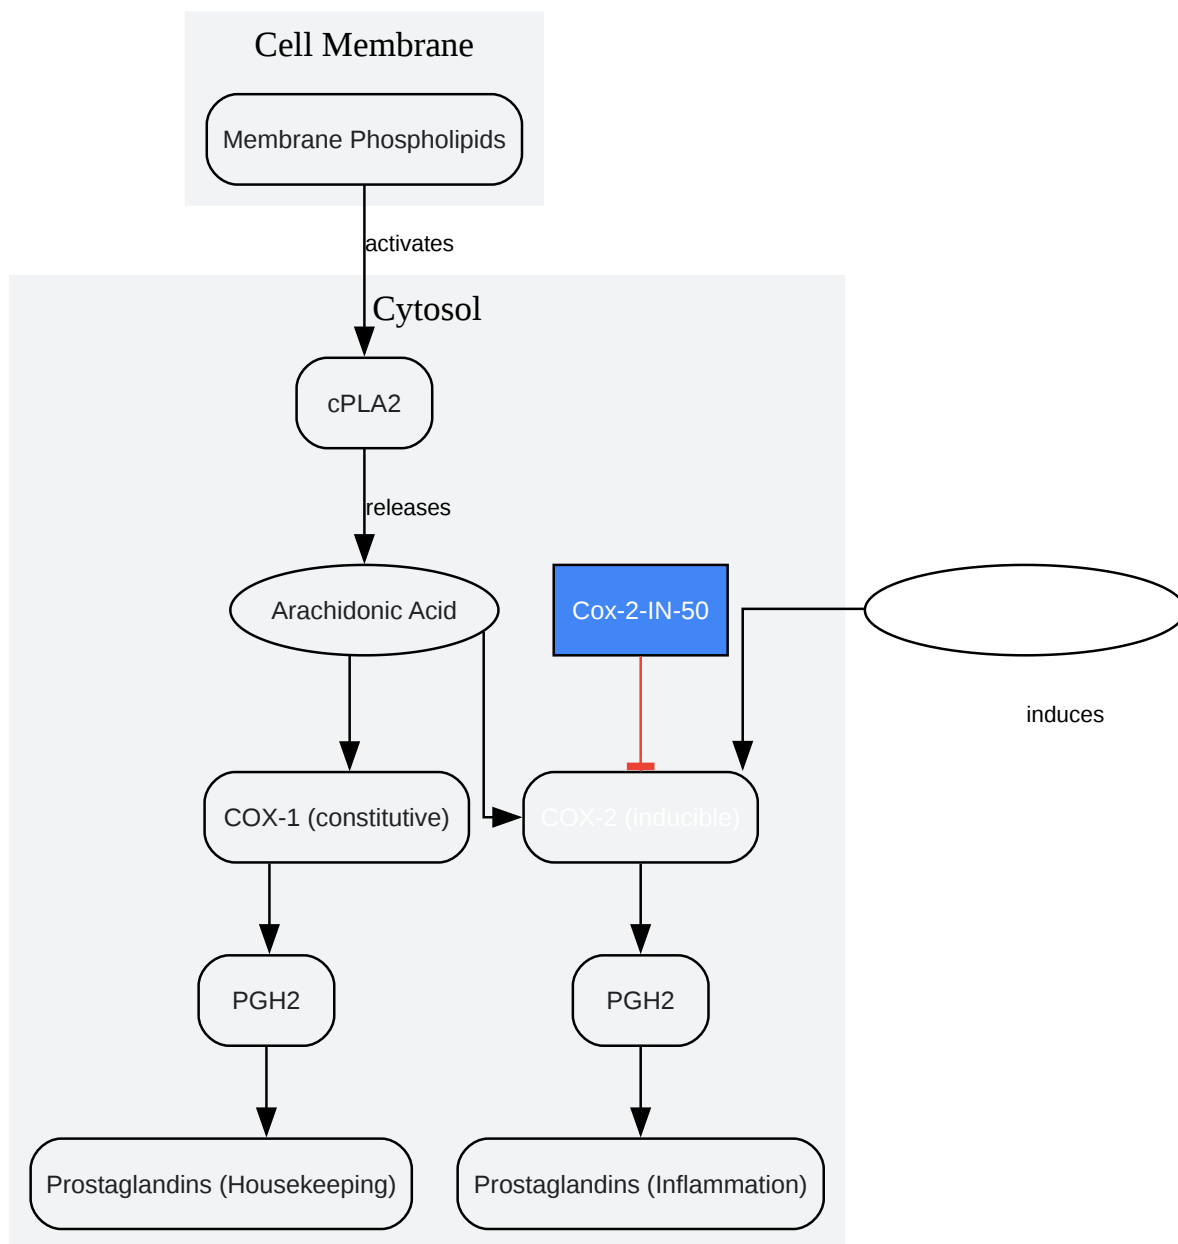 Cell Membrane
Membrane Phospholipids
activates
Cytosol
cPLA2
releases
Arachidonic Acid
Cox-2-IN-50
induces
COX-1 (constitutive)
COX-2 (inducible)
PGH2
PGH2
Prostaglandins (Housekeeping)
Prostaglandins (Inflammation)